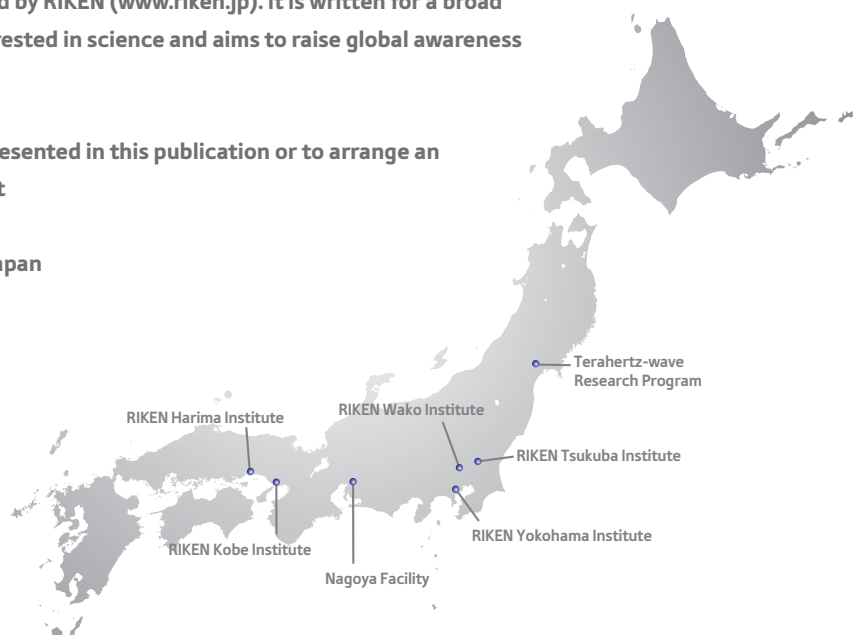 d by RIKEN (www.riken.jp). It is written for a broad
rested in science and aims to raise global awareness
esented in this publication or to arrange an
t
apan
Terahertz-wave
Research Program
RIKEN Harima Institute
RIKEN Wako Institute
RIKEN Tsukuba Institute
RIKEN Yokohama Institute
RIKEN Kobe Institute
Nagoya Facility